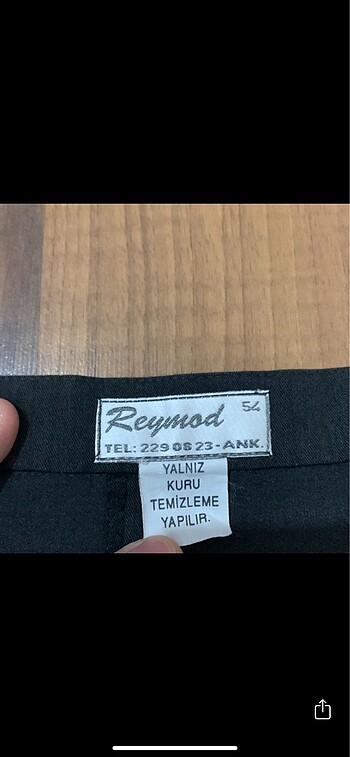 Reymod 54
TEL: 229 08 23-ANK.
YALNIZ
KURU
TEMİZLEME
YAPILIR.